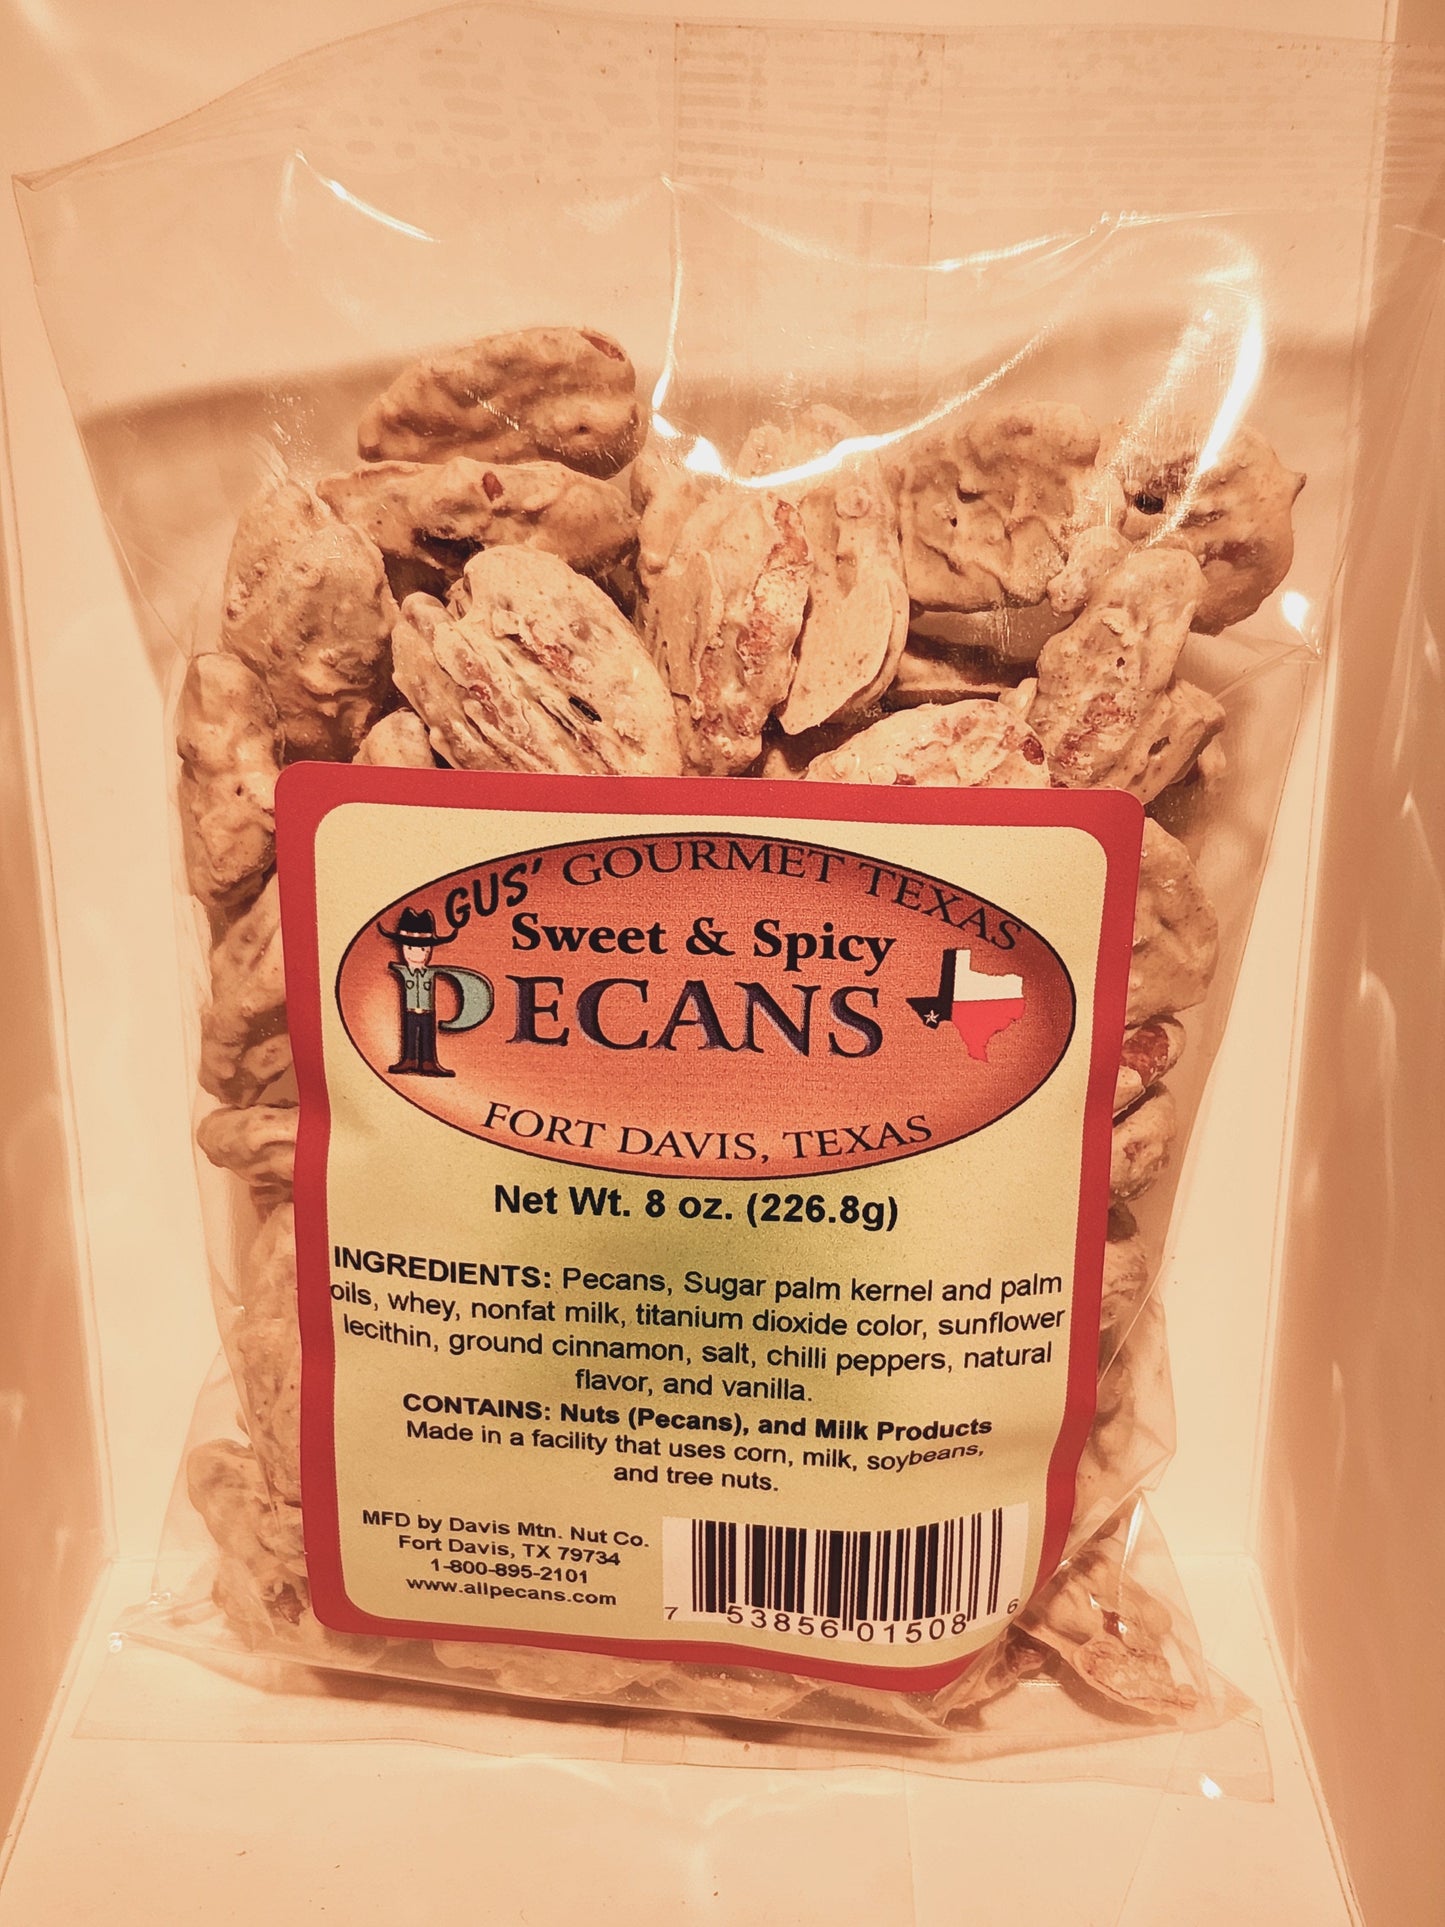 GUS' GOURMET TEXAS
Sweet & Spicy
PECANS
FORT DAVIS, TEXAS
Net Wt. 8 oz. (226.8g)
INGREDIENTS: Pecans, Sugar palm kernel and palm
oils, whey, nonfat milk, titanium dioxide color, sunflower
lecithin, ground cinnamon, salt, chilli peppers, natural
flavor, and vanilla.
CONTAINS: Nuts (Pecans), and Milk Products
Made in a facility that uses corn, milk, soybeans,
and tree nuts.
MFD by Davis Mtn. Nut Co.
Fort Davis, TX 79734
1-800-895-2101
www.allpecans.com
7 53856 01508 6